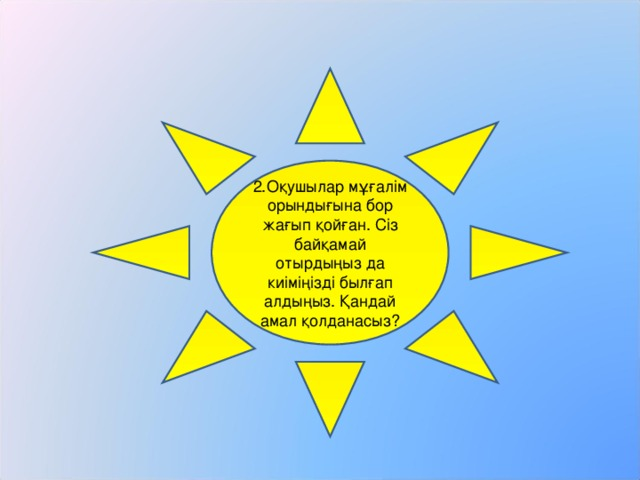 2.Оқушылар мұғалім
орындығына бор
жағып қойған. Сіз
байқамай
отырдыңыз да
киіміңізді былғап
алдыңыз. Қандай
амал қолданасыз?